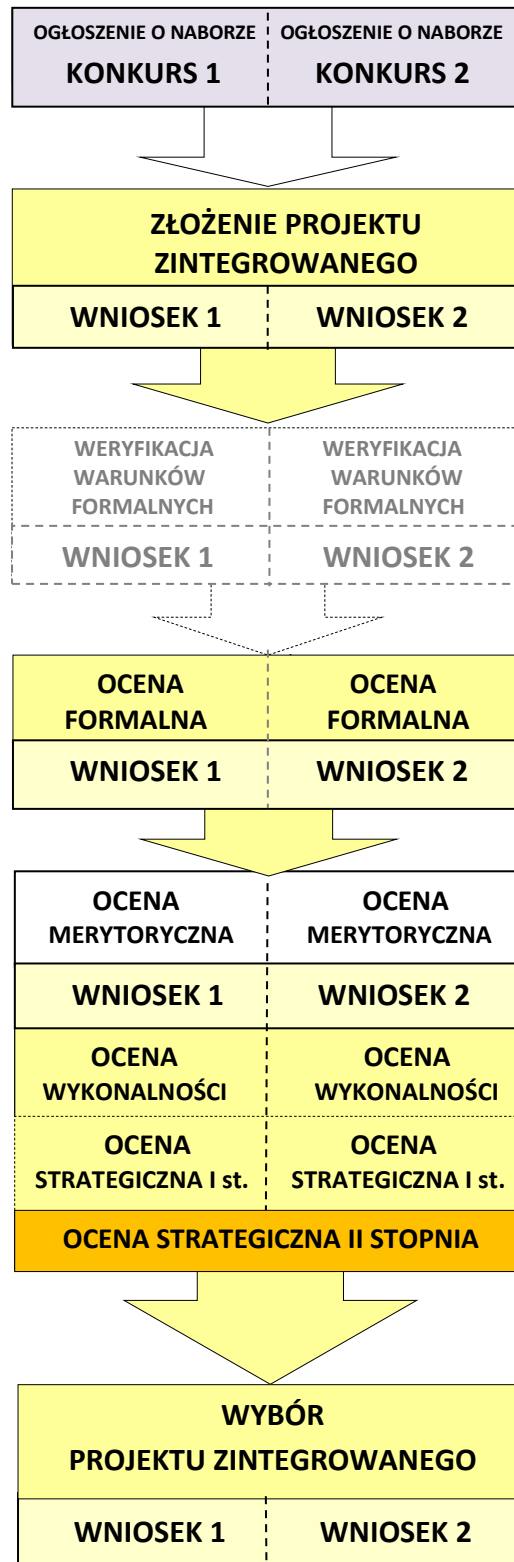 OGŁOSZENIE O NABORZE OGŁOSZENIE O NABORZE
KONKURS 1 KONKURS 2
ZŁOŻENIE PROJEKTU
ZINTEGROWANEGO
WNIOSEK 1 WNIOSEK 2
WERYFIKACJA WERYFIKACJA
WARUNKÓW WARUNKÓW
FORMALNYCH FORMALNYCH
WNIOSEK 1 WNIOSEK 2
OCENA OCENA
FORMALNA FORMALNA
WNIOSEK 1 WNIOSEK 2
OCENA OCENA
MERYTORYCZNA MERYTORYCZNA
WNIOSEK 1 WNIOSEK 2
OCENA OCENA
WYKONALNOŚCI WYKONALNOŚCI
OCENA OCENA
STRATEGICZNA I st. STRATEGICZNA I st.
OCENA STRATEGICZNA II STOPNIA
WYBÓR
PROJEKTU ZINTEGROWANEGO
WNIOSEK 1 WNIOSEK 2